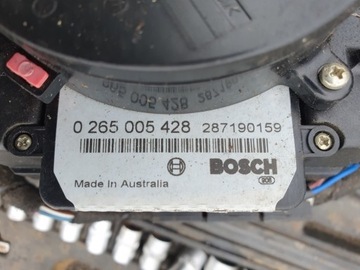 0 265 005 428 287190159
BOSCH
Made In Australia